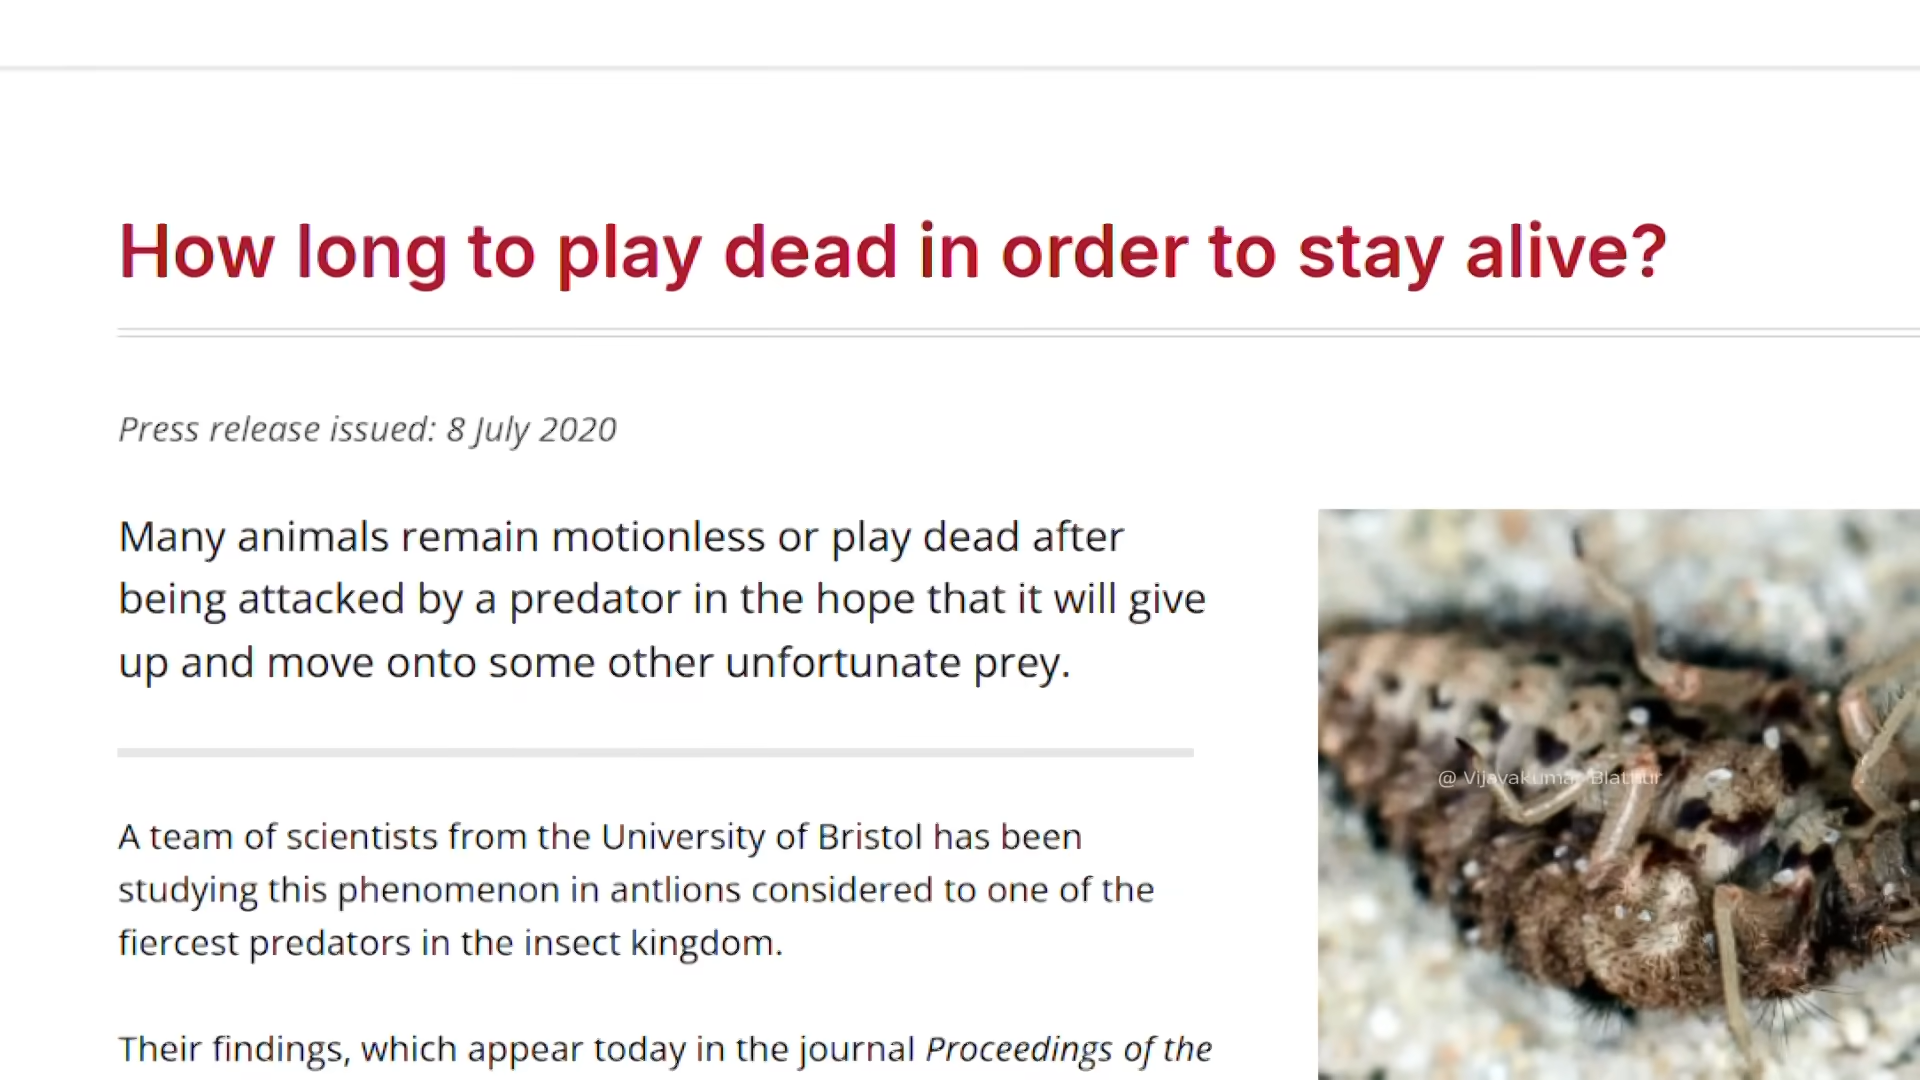 How long to play dead in order to stay alive?
Press release issued: 8 July 2020
Many animals remain motionless or play dead after
being attacked by a predator in the hope that it will give
up and move onto some other unfortunate prey.
@ Vijayakumar Blathur
A team of scientists from the University of Bristol has been
studying this phenomenon in antlions considered to one of the
fiercest predators in the insect kingdom.
Their findings, which appear today in the journal Proceedings of the